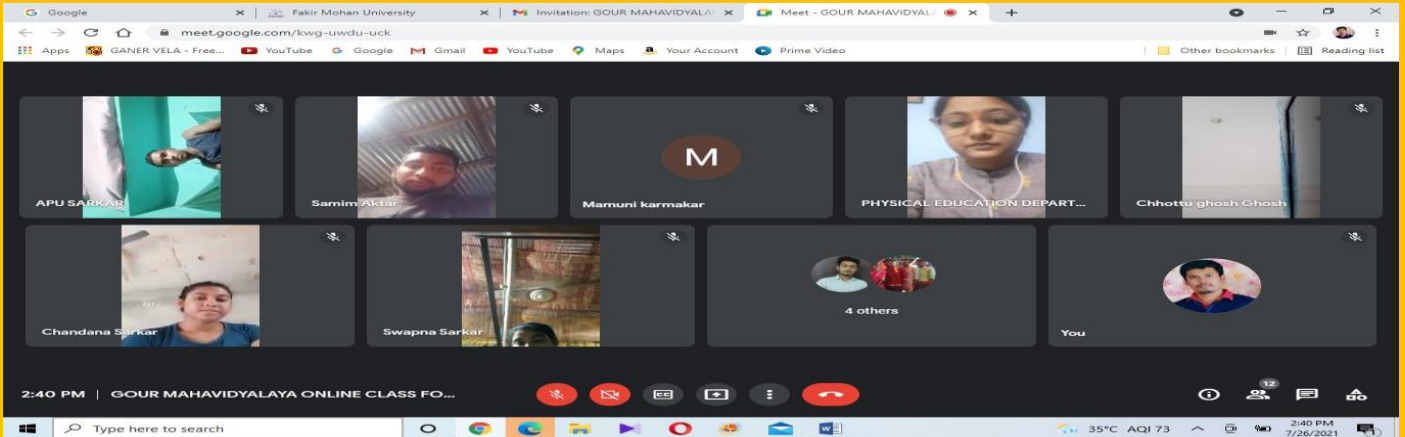 Google
Fakir Mohan University
Invitation: GOUR MAHAVIDYALA
Meet - GOUR MAHAVIDYAL
meet.google.com/kwg-uwdu-uck
Apps
GANER VELA - Free...
YouTube
Google
Gmail
YouTube
Maps
Your Account
Prime Video
Other bookmarks
Reading list
APU SARKAR
Samim Aktar
M
Mamuni karmakar
PHYSICAL EDUCATION DEPART...
Chhottu ghosh Ghosh
Chandana Sarkar
Swapna Sarkar
4 others
You
2:40 PM | GOUR MAHAVIDYALAYA ONLINE CLASS FO...
CC
12
Type here to search
35°C AQI 73
2:40 PM
7/26/2021